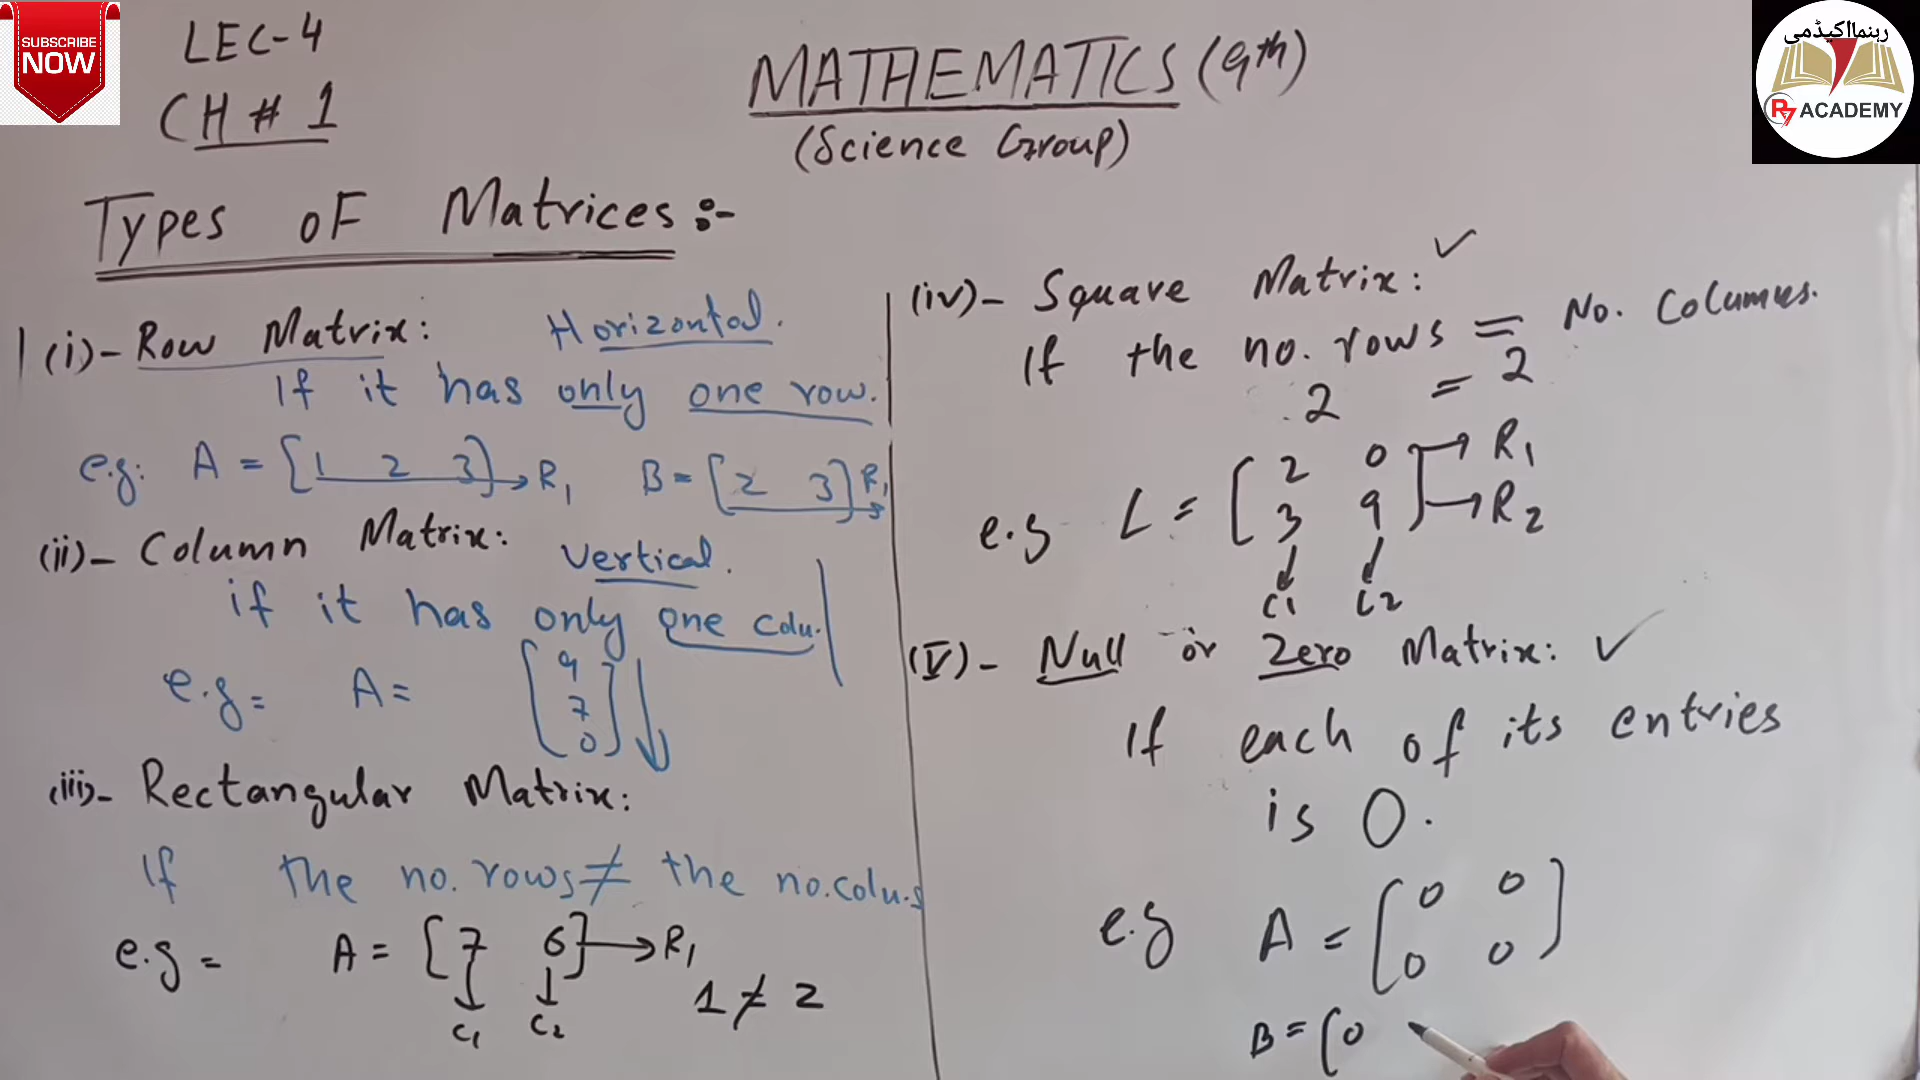 SUBSCRIBE
NOW
LEC-4
CH # 1
MATHEMATICS (9th)
(Science Group)
رہنما اکیڈمی
R7 ACADEMY
Types of Matrices:-
(i)- Row Matrix: Horizontal.
If it has only one row.
e.g: A = [1 2 3] → R1 B = [2 3] R1
(ii)- Column Matrix: Vertical.
if it has only one colu.
e.g = A =
[9
7
0]
(iii)- Rectangular Matrix:
If the no. rows ≠ the no. colu.s
e.g = A = [7 6] → R1
1 ≠ 2
C1 C2
(iv)- Square Matrix: ✓
If the no. rows = No. Columns.
2 = 2
e.g L = [2 0 → R1
3 9] → R2
C1 C2
(V)- Null or Zero Matrix: ✓
If each of its entries
is 0.
e.g A = [0 0
0 0]
B = [0